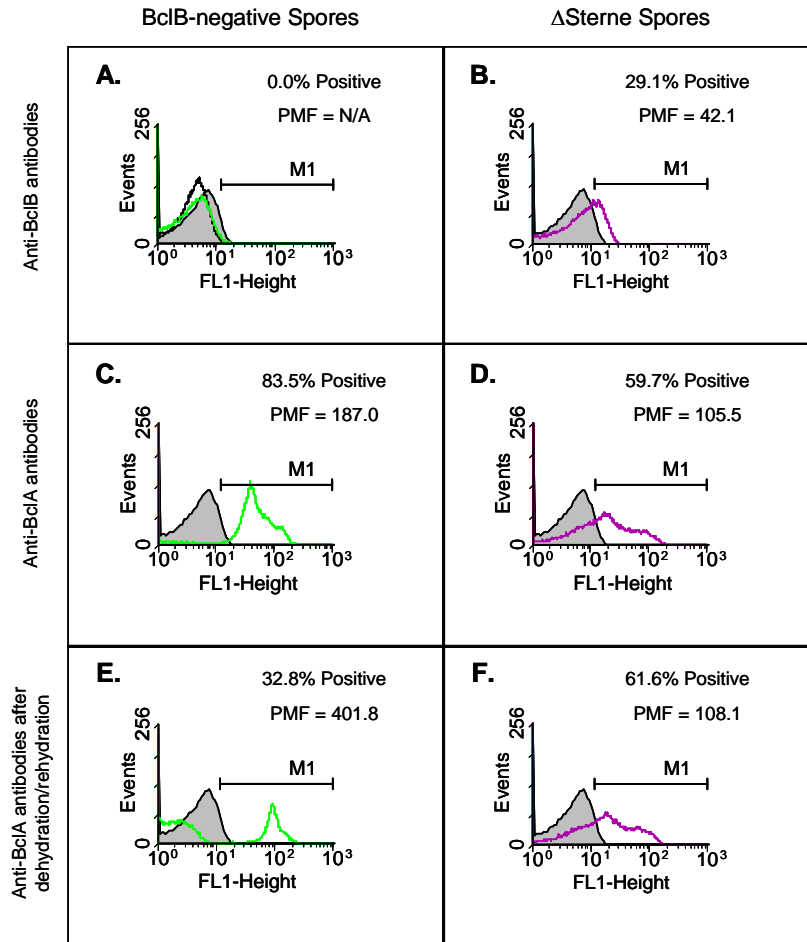 BclB-negative Spores
ΔSterne Spores
Anti-BclB antibodies
A.
0.0% Positive
PMF = N/A
M1
256
Events
0
10⁰ 10¹ 10² 10³
FL1-Height
B.
29.1% Positive
PMF = 42.1
M1
256
Events
0
10⁰ 10¹ 10² 10³
FL1-Height
Anti-BclA antibodies
C.
83.5% Positive
PMF = 187.0
M1
256
Events
0
10⁰ 10¹ 10² 10³
FL1-Height
D.
59.7% Positive
PMF = 105.5
M1
256
Events
0
10⁰ 10¹ 10² 10³
FL1-Height
Anti-BclA antibodies after
dehydration/rehydration
E.
32.8% Positive
PMF = 401.8
M1
256
Events
0
10⁰ 10¹ 10² 10³
FL1-Height
F.
61.6% Positive
PMF = 108.1
M1
256
Events
0
10⁰ 10¹ 10² 10³
FL1-Height